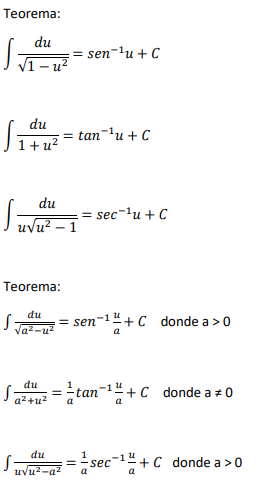 Teorema:
∫ du / √(1 − u²) = sen⁻¹u + C
∫ du / (1 + u²) = tan⁻¹u + C
∫ du / (u√(u² − 1)) = sec⁻¹u + C
Teorema:
∫ du / √(a²−u²) = sen⁻¹ u/a + C donde a > 0
∫ du / (a²+u²) = 1/a tan⁻¹ u/a + C donde a ≠ 0
∫ du / (u√(u²−a²)) = 1/a sec⁻¹ u/a + C donde a > 0